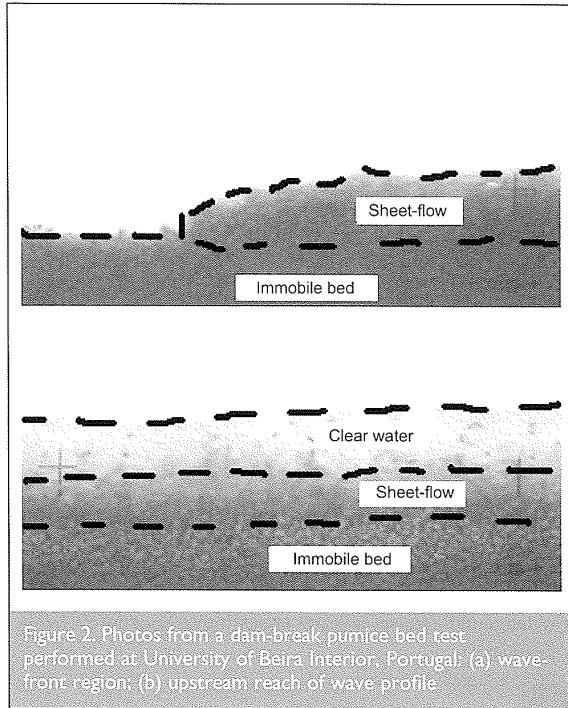 Sheet-flow
Immobile bed
Clear water
Sheet-flow
Immobile bed
Figure 2. Photos from a dam-break pumice bed test
performed at University of Beira Interior, Portugal: (a) wave-
front region; (b) upstream reach of wave profile